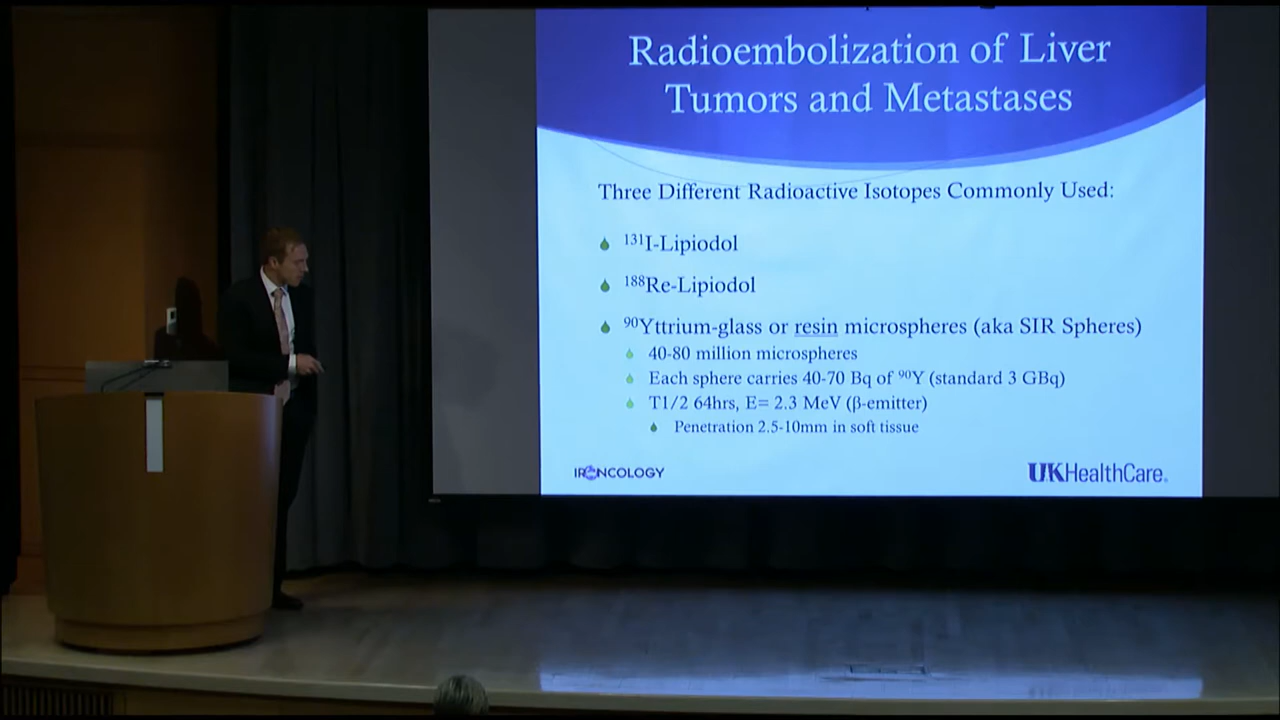 Radioembolization of Liver
Tumors and Metastases
Three Different Radioactive Isotopes Commonly Used:
¹³¹I-Lipiodol
¹⁸⁸Re-Lipiodol
⁹⁰Yttrium-glass or resin microspheres (aka SIR Spheres)
40-80 million microspheres
Each sphere carries 40-70 Bq of ⁹⁰Y (standard 3 GBq)
T1/2 64hrs, E= 2.3 MeV (β-emitter)
Penetration 2.5-10mm in soft tissue
IRONCOLOGY
UKHealthCare.